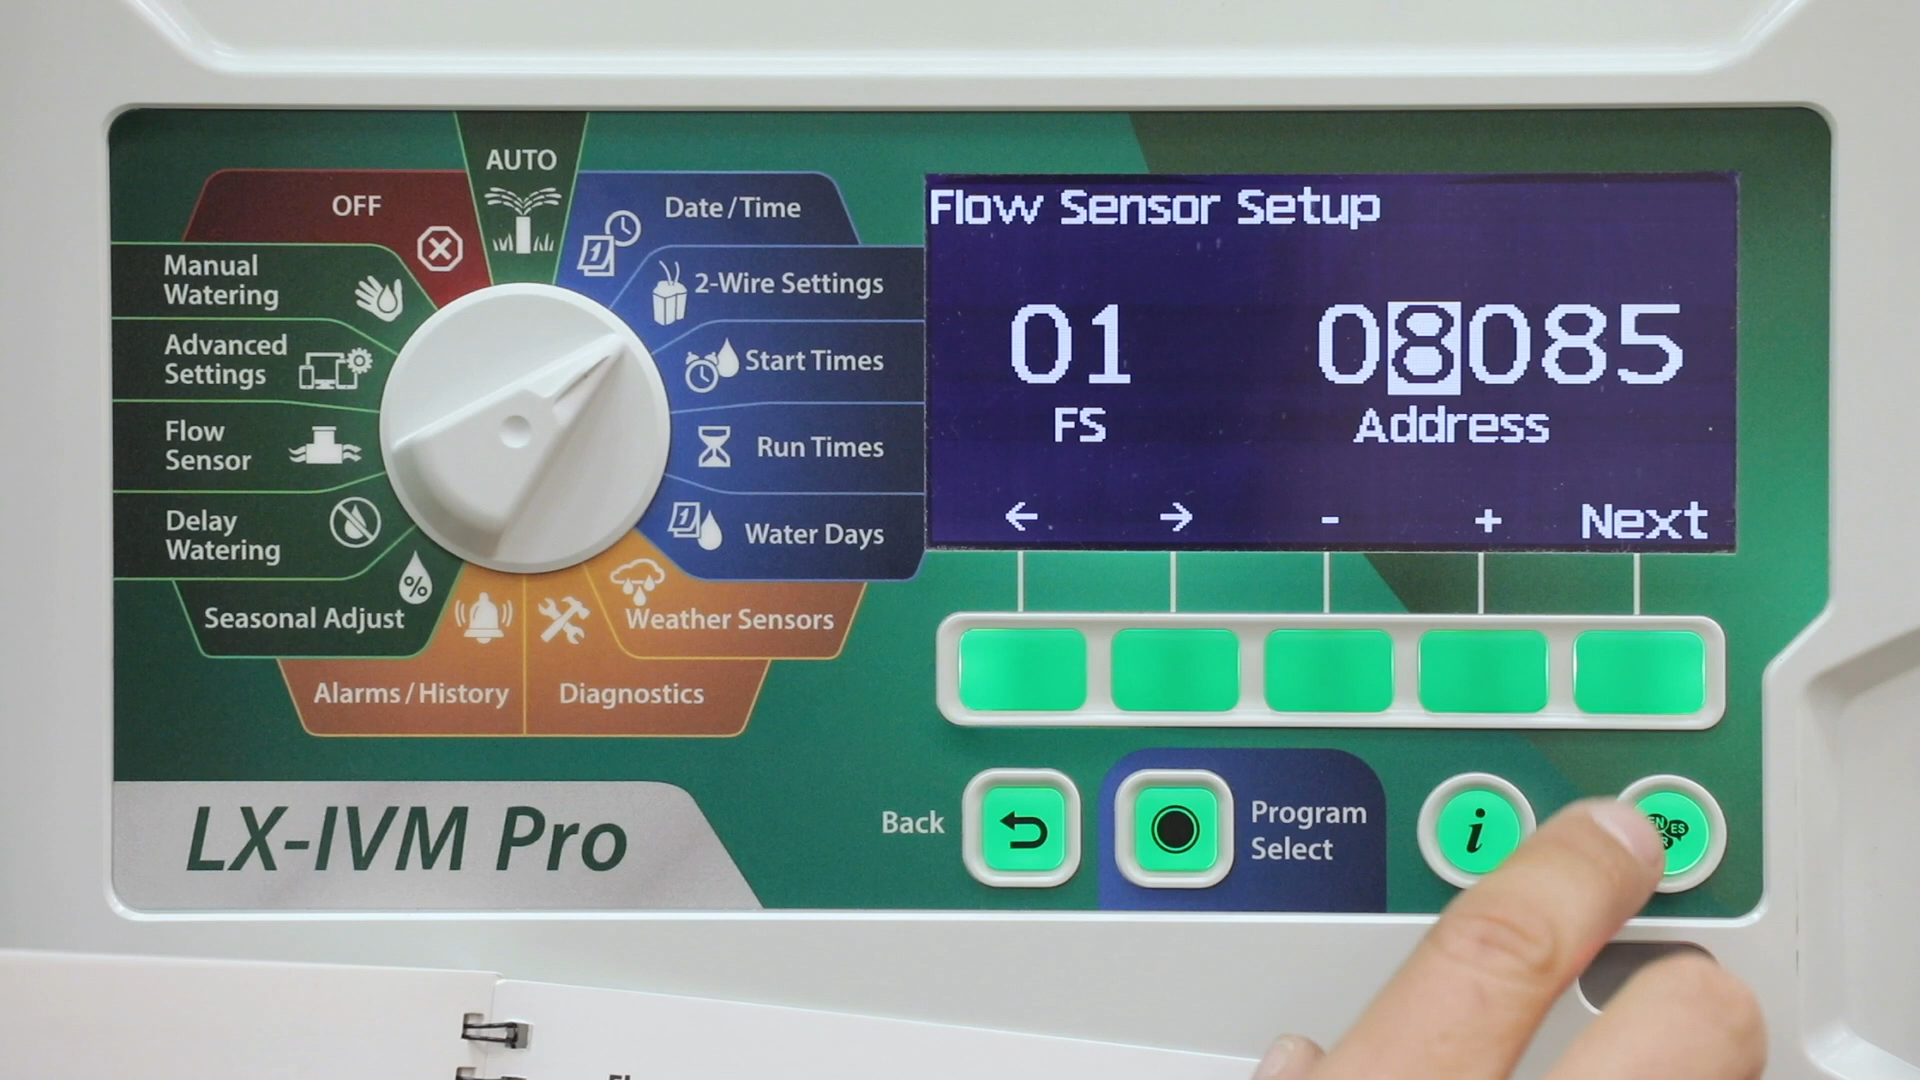 AUTO
OFF
Date/Time
Manual
Watering
2-Wire Settings
Advanced
Settings
Start Times
Flow
Sensor
Run Times
Delay
Watering
Water Days
Seasonal Adjust
%
Weather Sensors
Alarms/History
Diagnostics
LX-IVM Pro
Flow Sensor Setup
01 08085
FS Address
← → - + Next
Back
Program
Select
i
ES